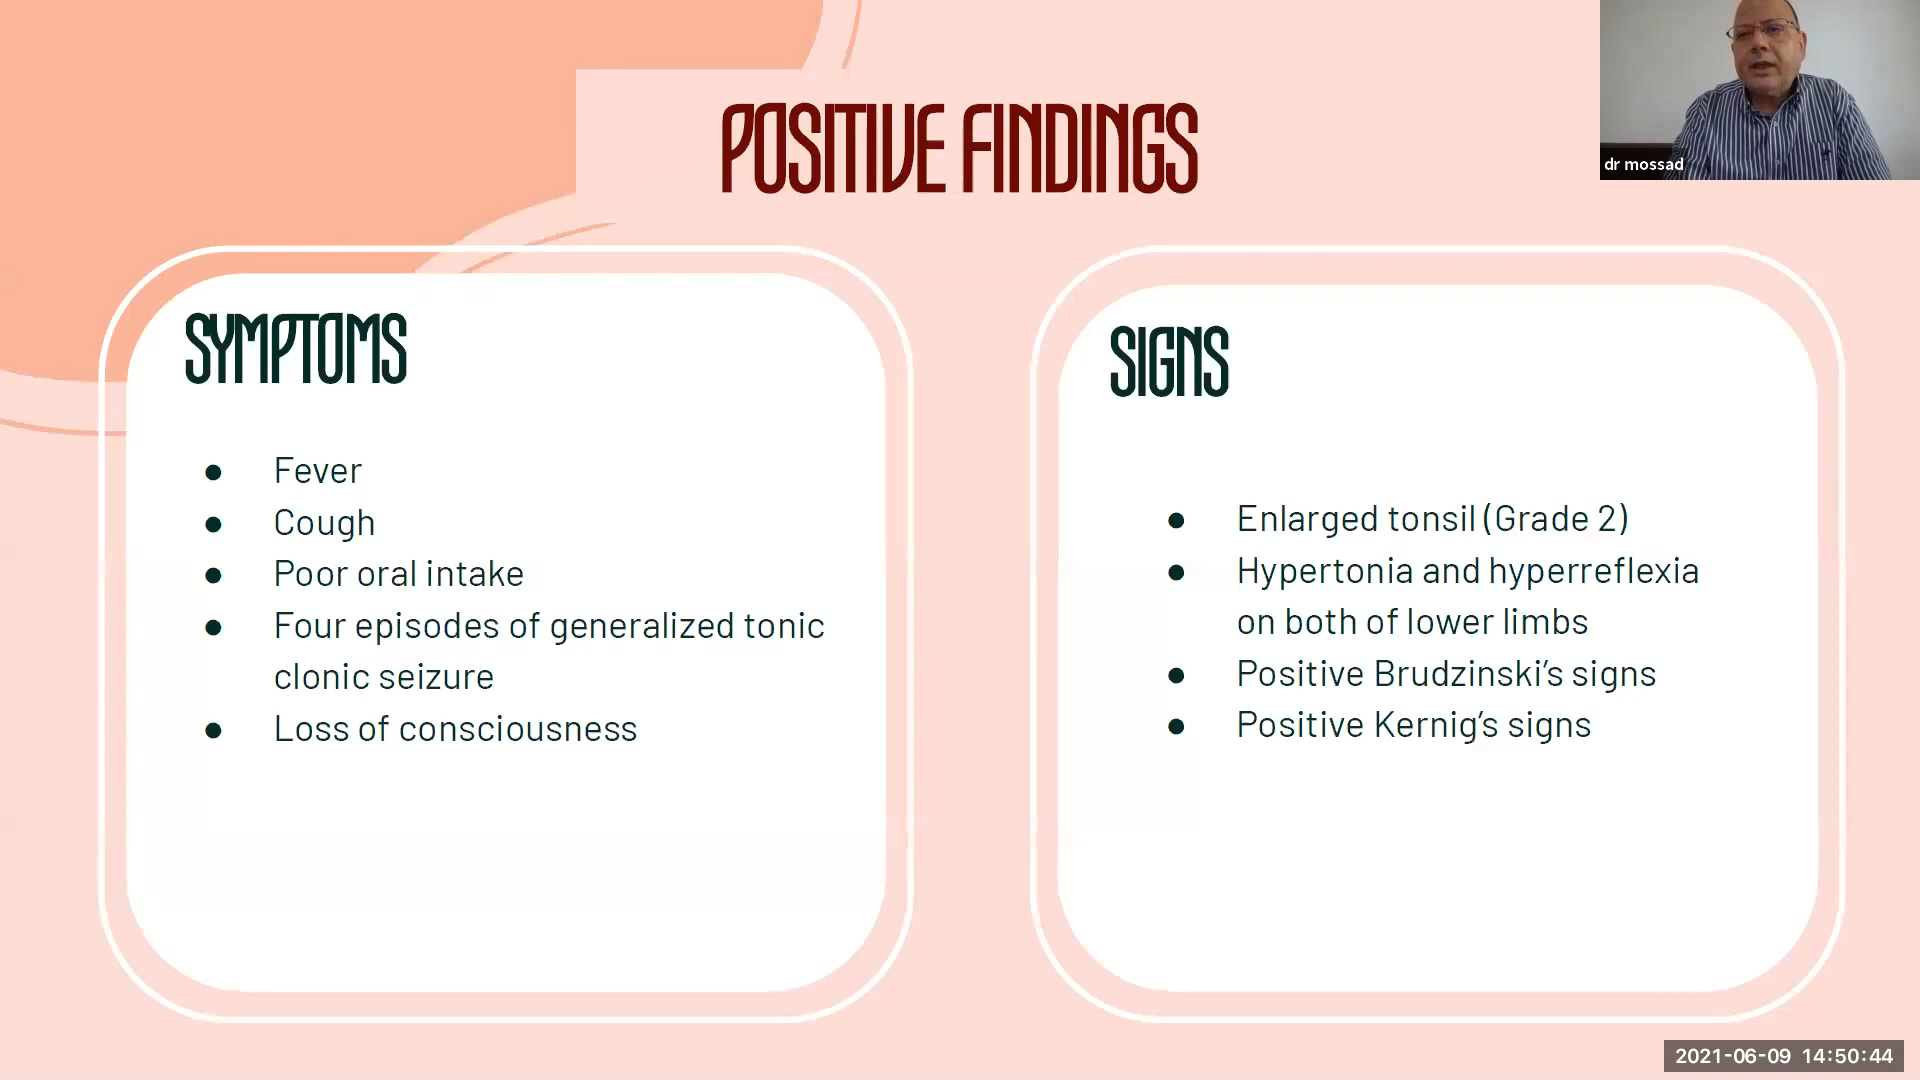 POSITIVE FINDINGS
dr mossad
SYMPTOMS
● Fever
● Cough
● Poor oral intake
● Four episodes of generalized tonic
clonic seizure
● Loss of consciousness
SIGNS
● Enlarged tonsil (Grade 2)
● Hypertonia and hyperreflexia
on both of lower limbs
● Positive Brudzinski’s signs
● Positive Kernig’s signs
2021-06-09 14:50:44